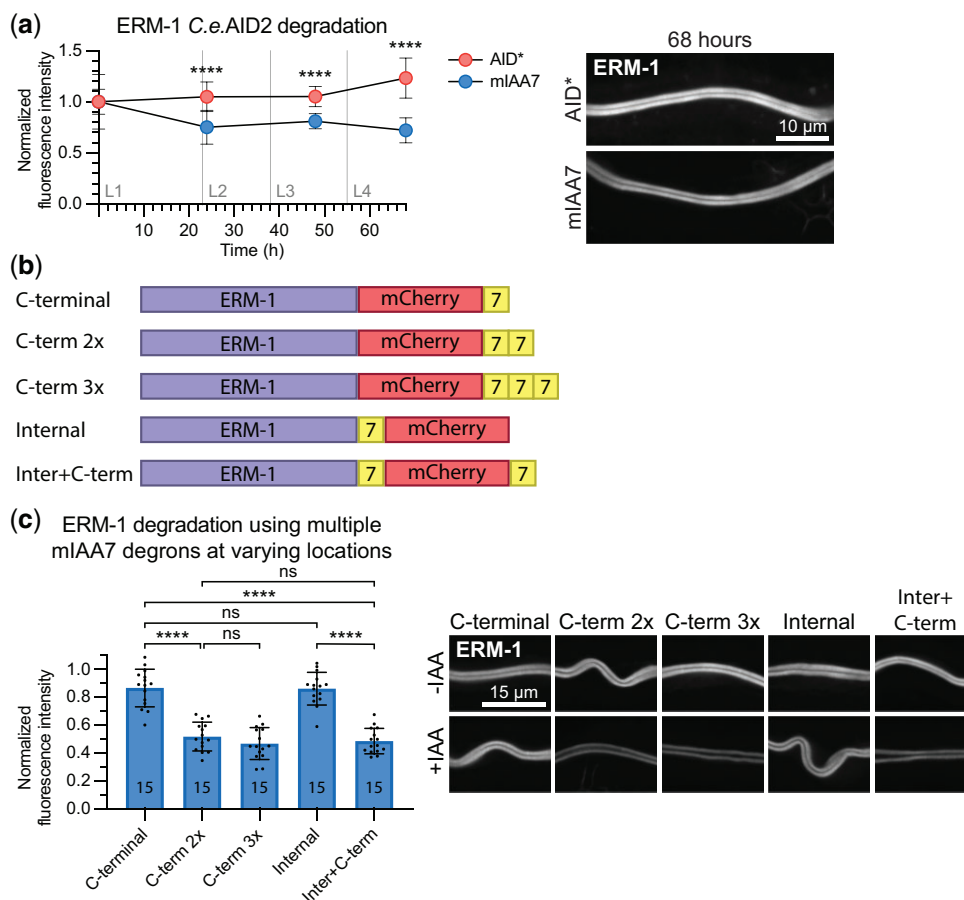 (a)
ERM-1 C.e.AID2 degradation
Normalized
fluorescence intensity
1.5
1.0
0.5
0.0
**** **** ****
L1 L2 L3 L4
10 20 30 40 50 60
Time (h)
AID*
mIAA7
68 hours
AID*
ERM-1
10 µm
mIAA7
(b)
C-terminal ERM-1 mCherry 7
C-term 2x ERM-1 mCherry 7 7
C-term 3x ERM-1 mCherry 7 7 7
Internal ERM-1 7 mCherry
Inter+C-term ERM-1 7 mCherry 7
(c)
ERM-1 degradation using multiple
mIAA7 degrons at varying locations
ns
****
ns
**** ns ****
Normalized
fluorescence intensity
1.0
0.8
0.6
0.4
0.2
0.0
15 15 15 15 15
C-terminal
C-term 2x
C-term 3x
Internal
Inter+C-term
C-terminal C-term 2x C-term 3x Internal Inter+
C-term
-IAA
ERM-1
15 µm
+IAA